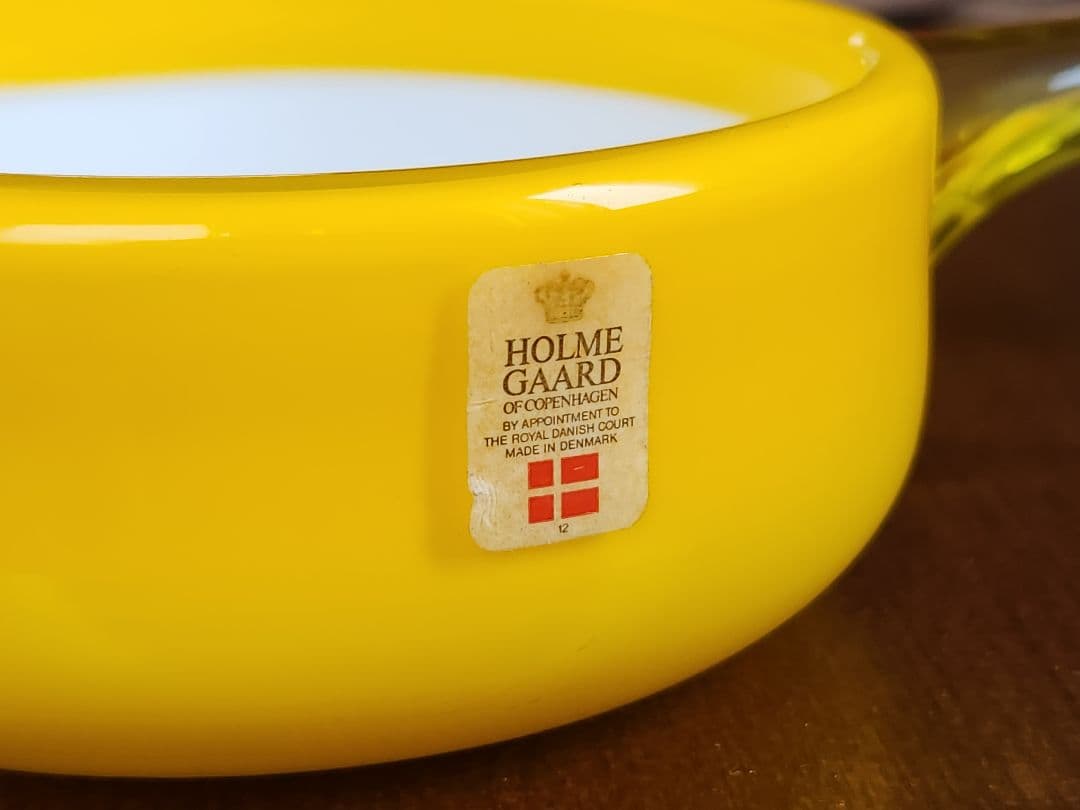 HOLME
GAARD
OF COPENHAGEN
BY APPOINTMENT TO
THE ROYAL DANISH COURT
MADE IN DENMARK
12